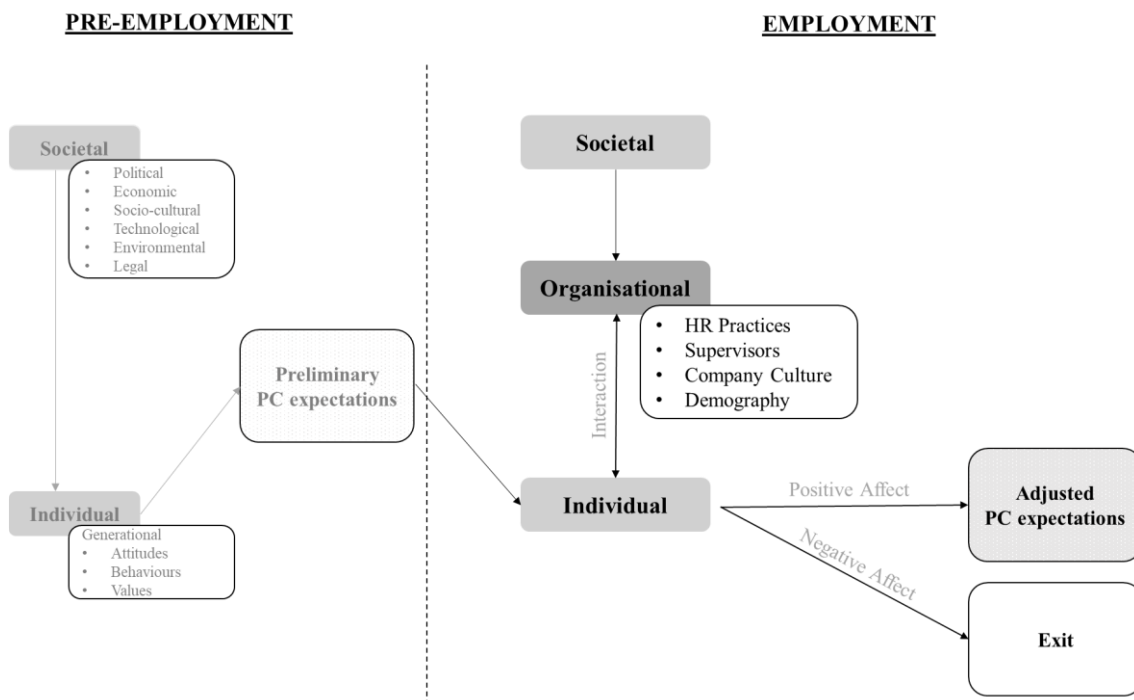 PRE-EMPLOYMENT
Societal
• Political
• Economic
• Socio-cultural
• Technological
• Environmental
• Legal
Preliminary
PC expectations
Individual
Generational
• Attitudes
• Behaviours
• Values
EMPLOYMENT
Societal
Organisational
• HR Practices
• Supervisors
• Company Culture
• Demography
Interaction
Individual
Positive Affect
Negative Affect
Adjusted
PC expectations
Exit